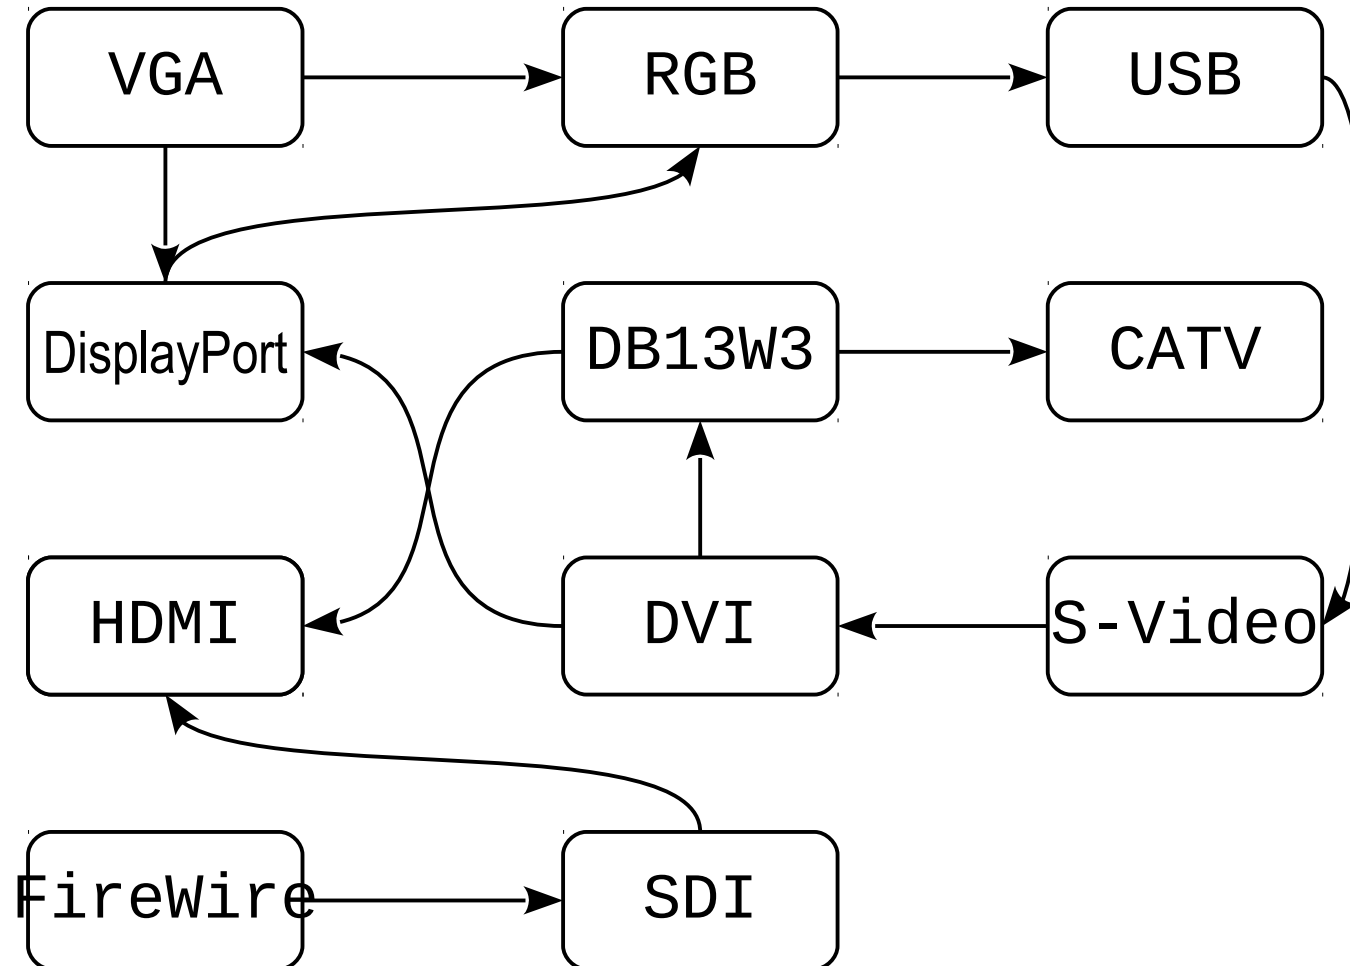 VGA
RGB
USB
DisplayPort
DB13W3
CATV
HDMI
DVI
S-Video
FireWire
SDI